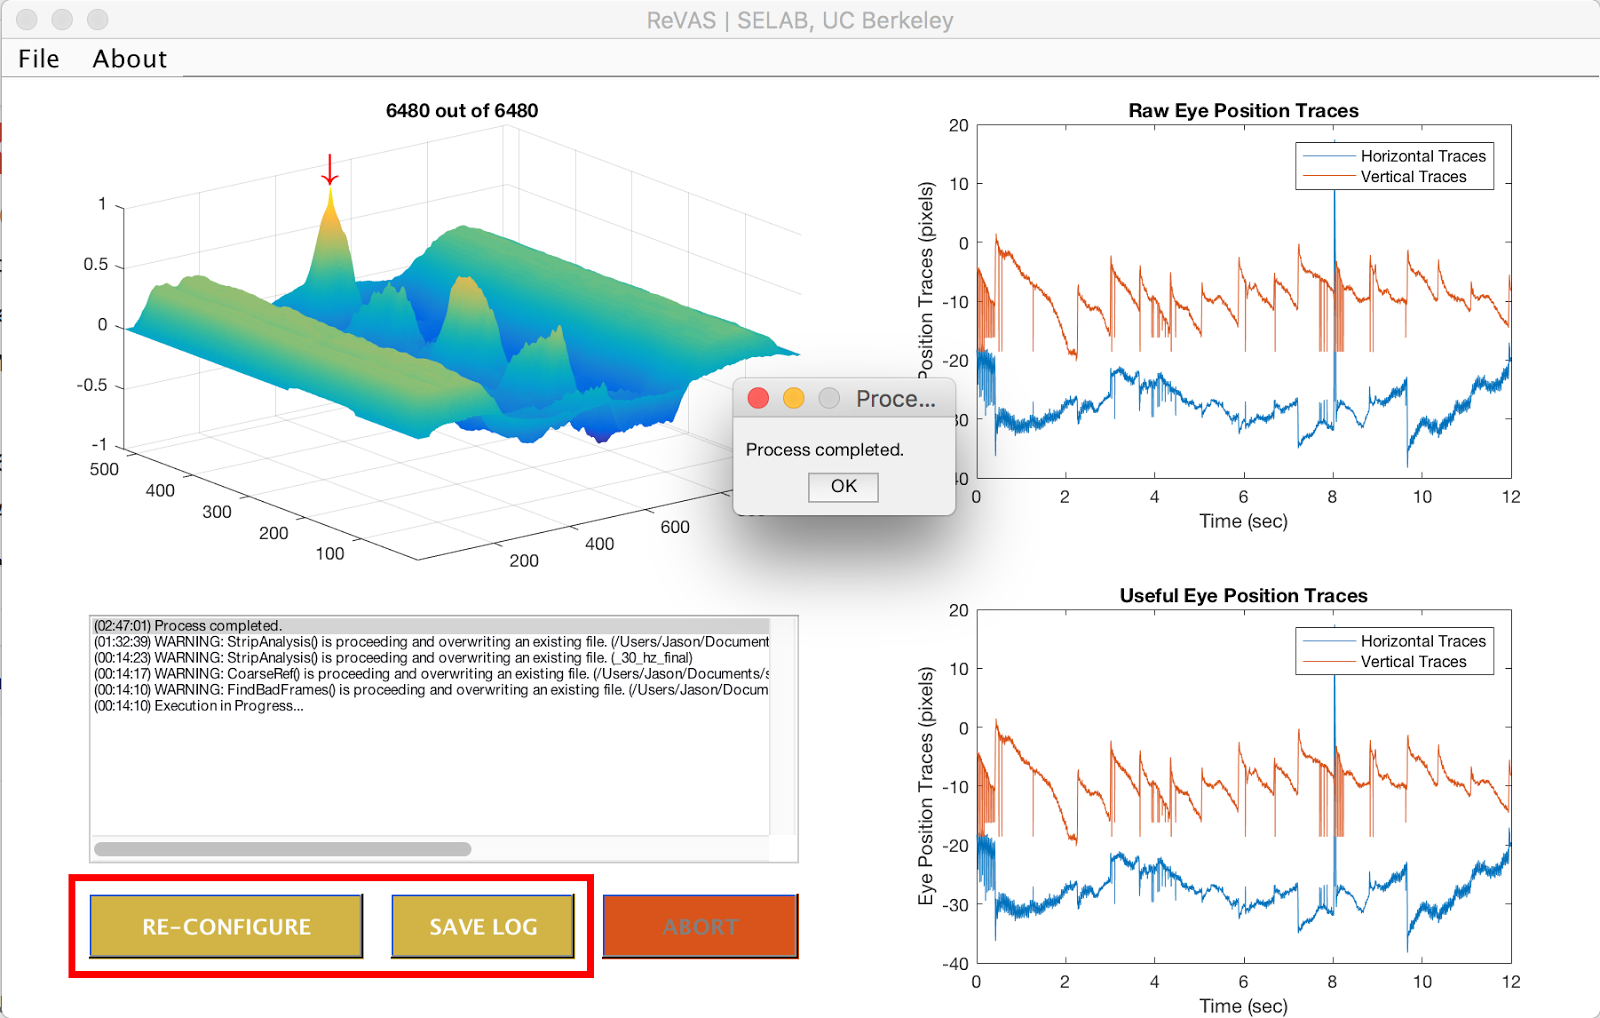 ReVAS | SELAB, UC Berkeley
File About
6480 out of 6480
1
0.5
0
-0.5
-1
500
400
300
200
100
200
400
600
Raw Eye Position Traces
Horizontal Traces
Vertical Traces
Position Traces (pixels)
20
10
0
-10
-20
30
40
0 2 4 6 8 10 12
Time (sec)
Proce...
Process completed.
OK
(02:47:01) Process completed.
(01:32:39) WARNING: StripAnalysis() is proceeding and overwriting an existing file. (/Users/Jason/Document
(00:14:23) WARNING: StripAnalysis() is proceeding and overwriting an existing file. (_30_hz_final)
(00:14:17) WARNING: CoarseRef() is proceeding and overwriting an existing file. (/Users/Jason/Documents/s
(00:14:10) WARNING: FindBadFrames() is proceeding and overwriting an existing file. (/Users/Jason/Docum
(00:14:10) Execution in Progress...
RE-CONFIGURE SAVE LOG ABORT
Useful Eye Position Traces
Horizontal Traces
Vertical Traces
Eye Position Traces (pixels)
20
10
0
-10
-20
-30
-40
0 2 4 6 8 10 12
Time (sec)